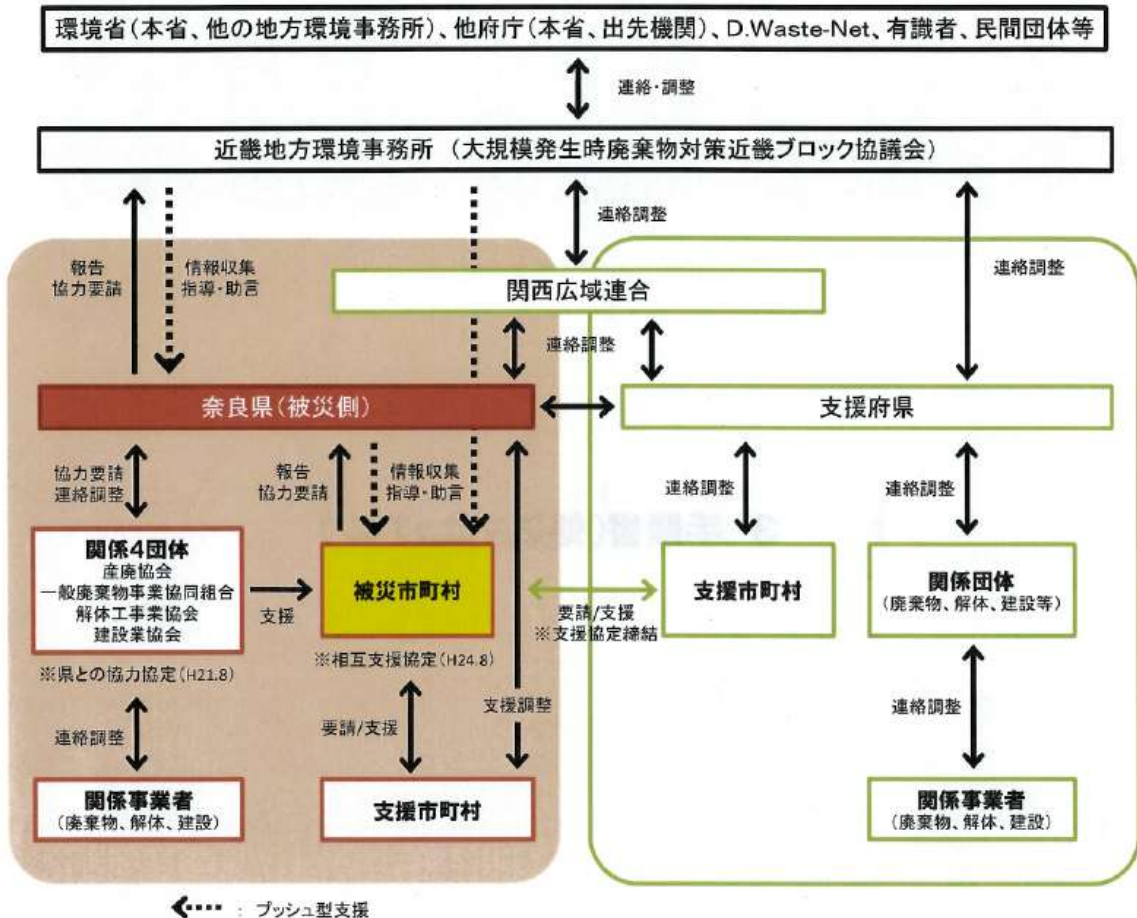 環境省(本省、他の地方環境事務所)、他府庁(本省、出先機関)、D.Waste-Net、有識者、民間団体等
連絡・調整
近畿地方環境事務所 (大規模発生時廃棄物対策近畿ブロック協議会)
報告
協力要請
情報収集
指導・助言
連絡調整
連絡調整
関西広域連合
連絡調整
奈良県(被災側)
支援府県
協力要請
連絡調整
報告
協力要請
情報収集
指導・助言
連絡調整
連絡調整
関係4団体
産廃協会
一般廃棄物事業協同組合
解体工事業協会
建設業協会
支援
被災市町村
要請/支援
※支援協定締結
支援市町村
関係団体
(廃棄物、解体、建設等)
※県との協力協定(H21.8)
※相互支援協定(H24.8)
連絡調整
要請/支援
支援調整
連絡調整
関係事業者
(廃棄物、解体、建設)
支援市町村
関係事業者
(廃棄物、解体、建設)
: プッシュ型支援